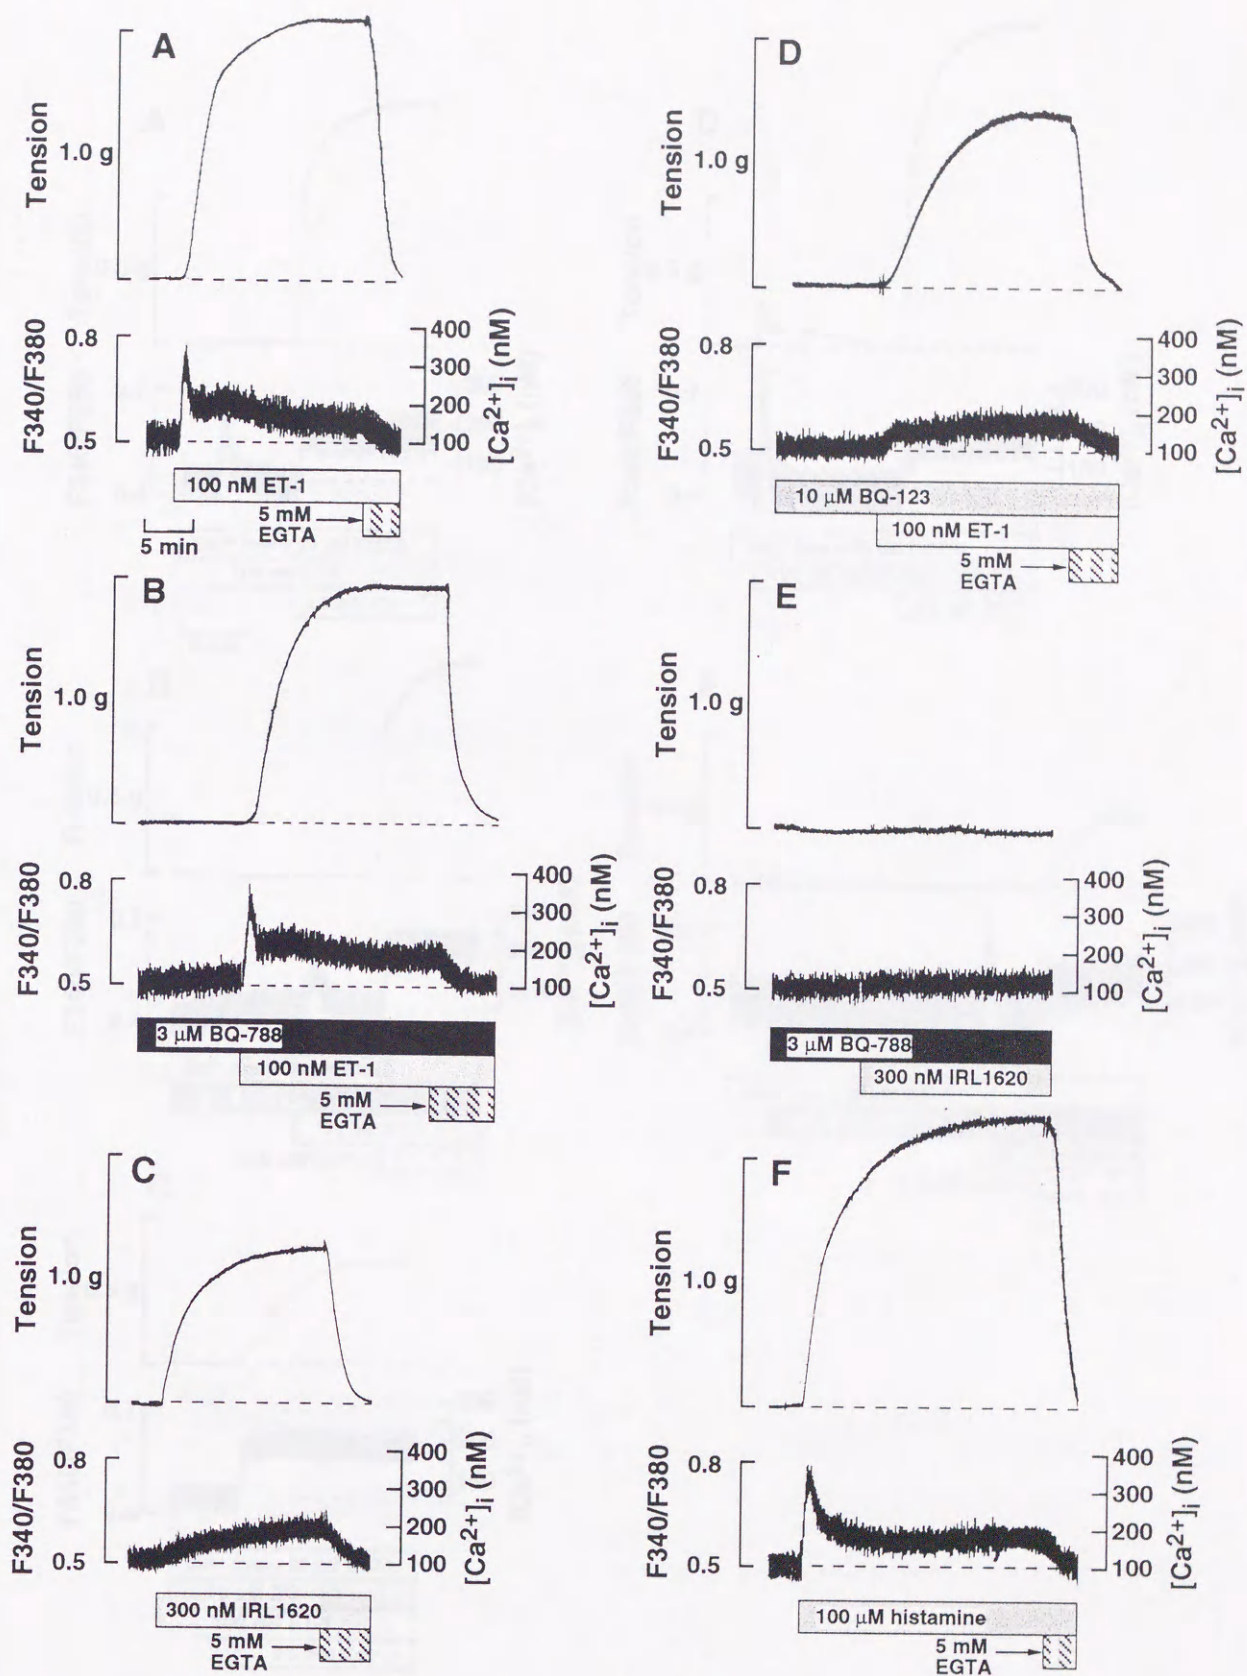 A
Tension
1.0 g
F340/F380
0.8
0.5
400
300
200
100
[Ca2+]i (nM)
100 nM ET-1
5 mM
EGTA
5 min
B
Tension
1.0 g
F340/F380
0.8
0.5
400
300
200
100
[Ca2+]i (nM)
3 μM BQ-788
100 nM ET-1
5 mM
EGTA
C
Tension
1.0 g
F340/F380
0.8
0.5
400
300
200
100
[Ca2+]i (nM)
300 nM IRL1620
5 mM
EGTA
D
Tension
1.0 g
F340/F380
0.8
0.5
400
300
200
100
[Ca2+]i (nM)
10 μM BQ-123
100 nM ET-1
5 mM
EGTA
E
Tension
1.0 g
F340/F380
0.8
0.5
400
300
200
100
[Ca2+]i (nM)
3 μM BQ-788
300 nM IRL1620
F
Tension
1.0 g
F340/F380
0.8
0.5
400
300
200
100
[Ca2+]i (nM)
100 μM histamine
5 mM
EGTA